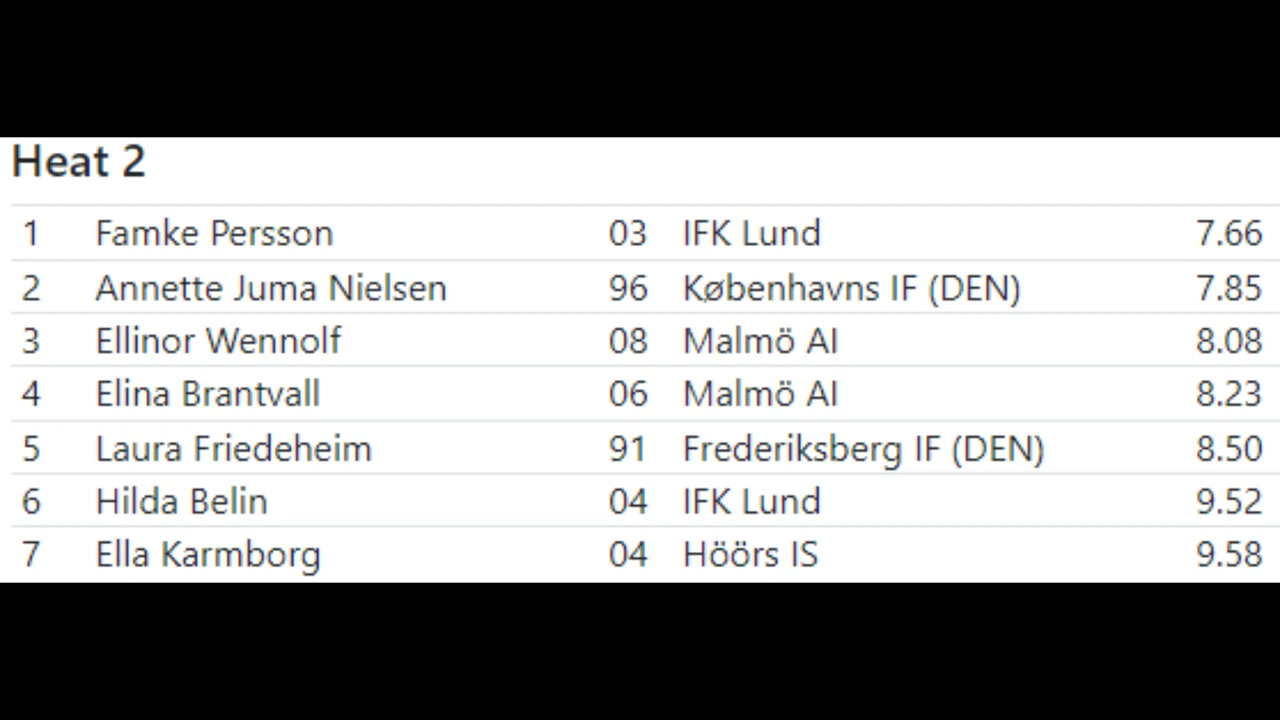 Heat 2
1 Famke Persson 03 IFK Lund 7.66
2 Annette Juma Nielsen 96 Københavns IF (DEN) 7.85
3 Ellinor Wennolf 08 Malmö AI 8.08
4 Elina Brantvall 06 Malmö AI 8.23
5 Laura Friedeheim 91 Frederiksberg IF (DEN) 8.50
6 Hilda Belin 04 IFK Lund 9.52
7 Ella Karmborg 04 Höörs IS 9.58